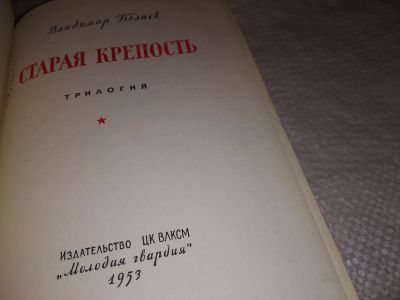 Владимир Беляев
СТАРАЯ КРЕПОСТЬ
ТРИЛОГИЯ
ИЗДАТЕЛЬСТВО ЦК ВЛКСМ
„Молодая гвардия"
1953